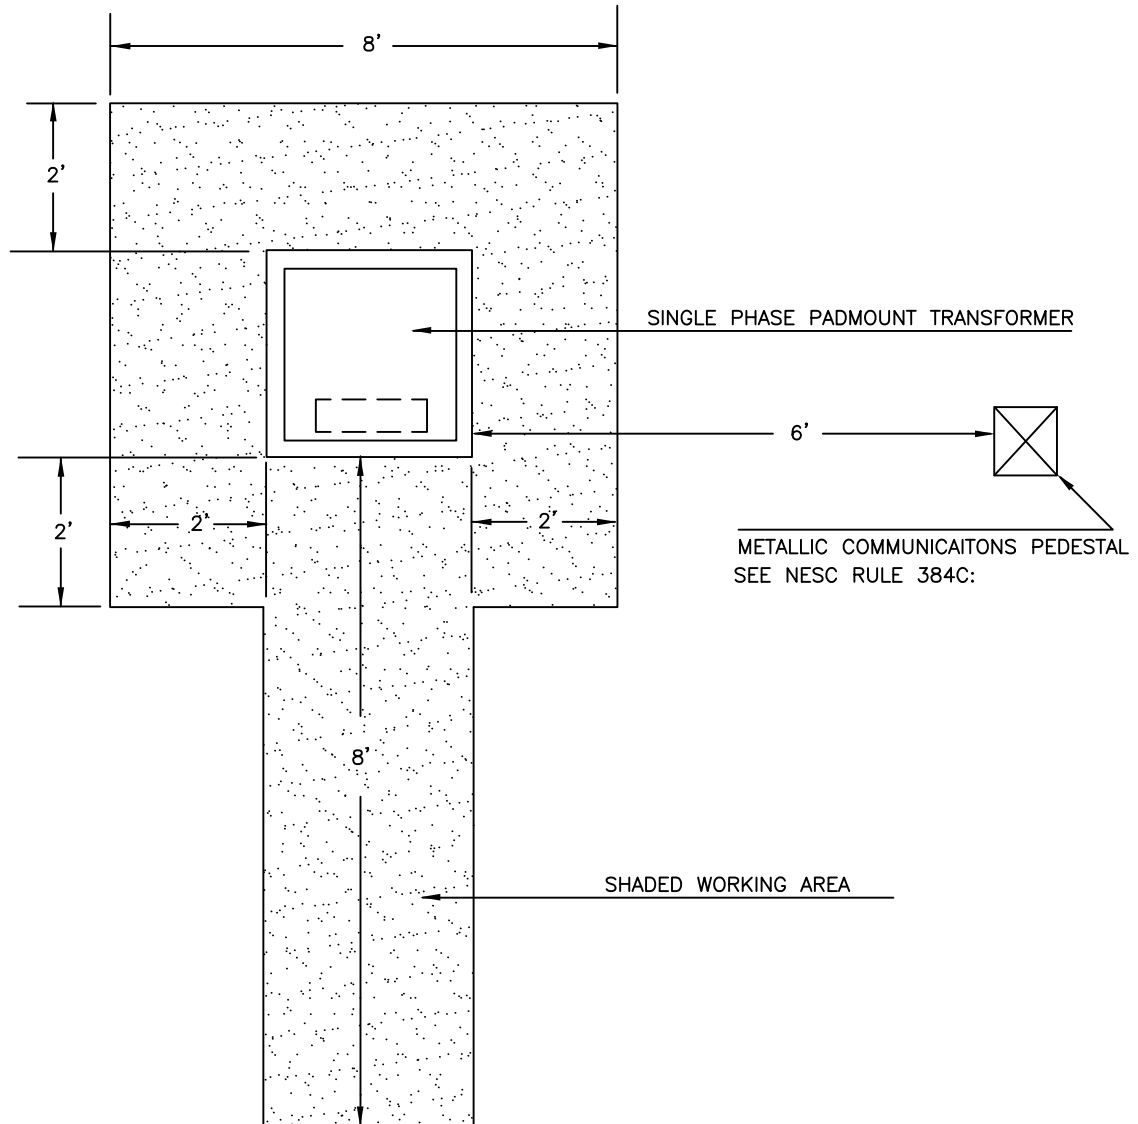 8'
2'
SINGLE PHASE PADMOUNT TRANSFORMER
6'
2'
2'
2'
METALLIC COMMUNICAITONS PEDESTAL
SEE NESC RULE 384C:
8'
SHADED WORKING AREA